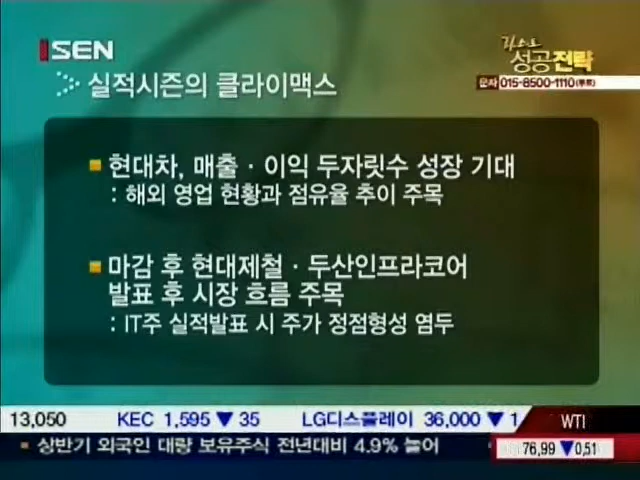 SEN
성공전략
문자 015-8500-1110(무료)
실적시즌의 클라이맥스
현대차, 매출 · 이익 두자릿수 성장 기대
: 해외 영업 현황과 점유율 추이 주목
마감 후 현대제철 · 두산인프라코어
발표 후 시장 흐름 주목
: IT주 실적발표 시 주가 정점형성 염두
13,050 KEC 1,595 ▼ 35 LG디스플레이 36,000 ▼ 1
WTI
상반기 외국인 대량 보유주식 전년대비 4.9% 늘어
76,99 ▼ 0,51